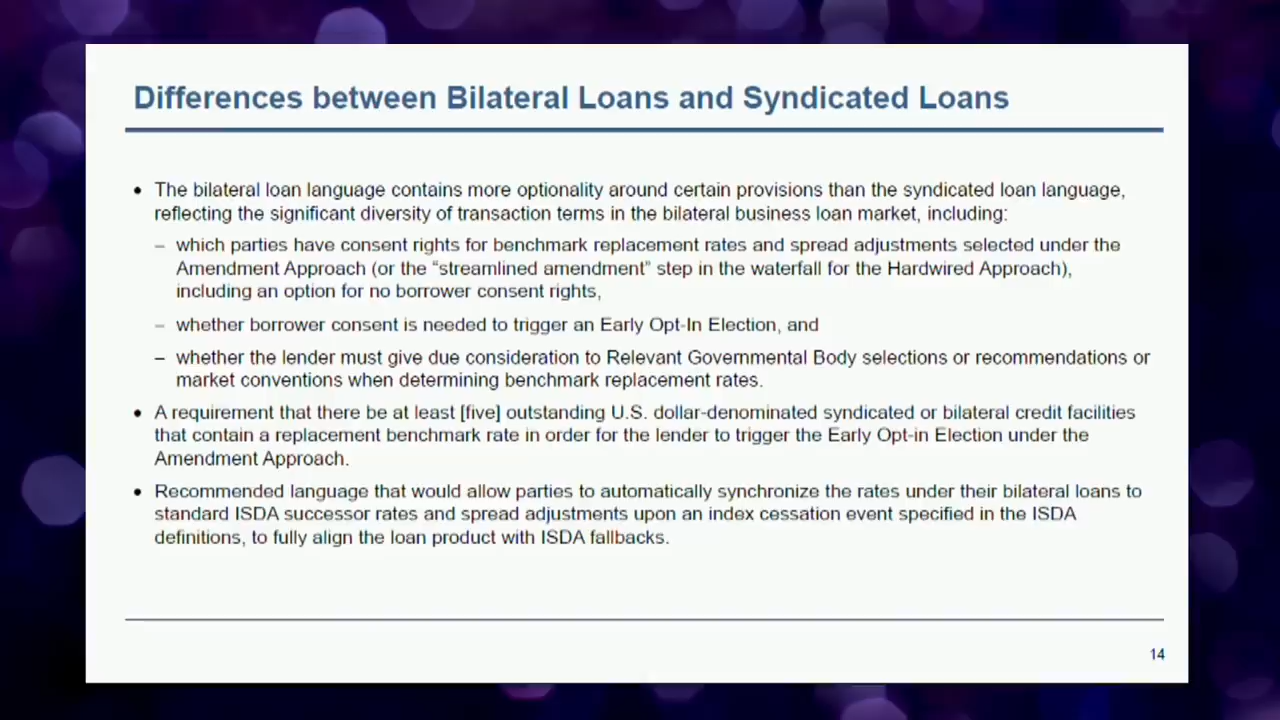 Differences between Bilateral Loans and Syndicated Loans
• The bilateral loan language contains more optionality around certain provisions than the syndicated loan language,
reflecting the significant diversity of transaction terms in the bilateral business loan market, including:
– which parties have consent rights for benchmark replacement rates and spread adjustments selected under the
Amendment Approach (or the “streamlined amendment” step in the waterfall for the Hardwired Approach),
including an option for no borrower consent rights,
– whether borrower consent is needed to trigger an Early Opt-In Election, and
– whether the lender must give due consideration to Relevant Governmental Body selections or recommendations or
market conventions when determining benchmark replacement rates.
• A requirement that there be at least [five] outstanding U.S. dollar-denominated syndicated or bilateral credit facilities
that contain a replacement benchmark rate in order for the lender to trigger the Early Opt-in Election under the
Amendment Approach.
• Recommended language that would allow parties to automatically synchronize the rates under their bilateral loans to
standard ISDA successor rates and spread adjustments upon an index cessation event specified in the ISDA
definitions, to fully align the loan product with ISDA fallbacks.
14